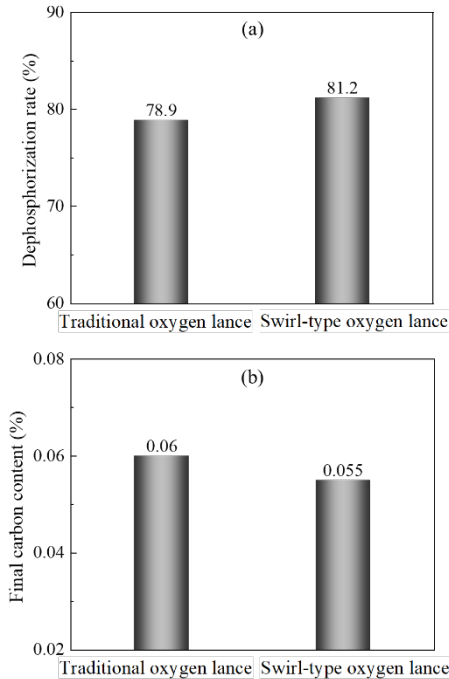 (a)
Dephosphorization rate (%)
90
80
70
60
78.9
81.2
Traditional oxygen lance
Swirl-type oxygen lance
(b)
Final carbon content (%)
0.08
0.06
0.04
0.02
0.06
0.055
Traditional oxygen lance
Swirl-type oxygen lance